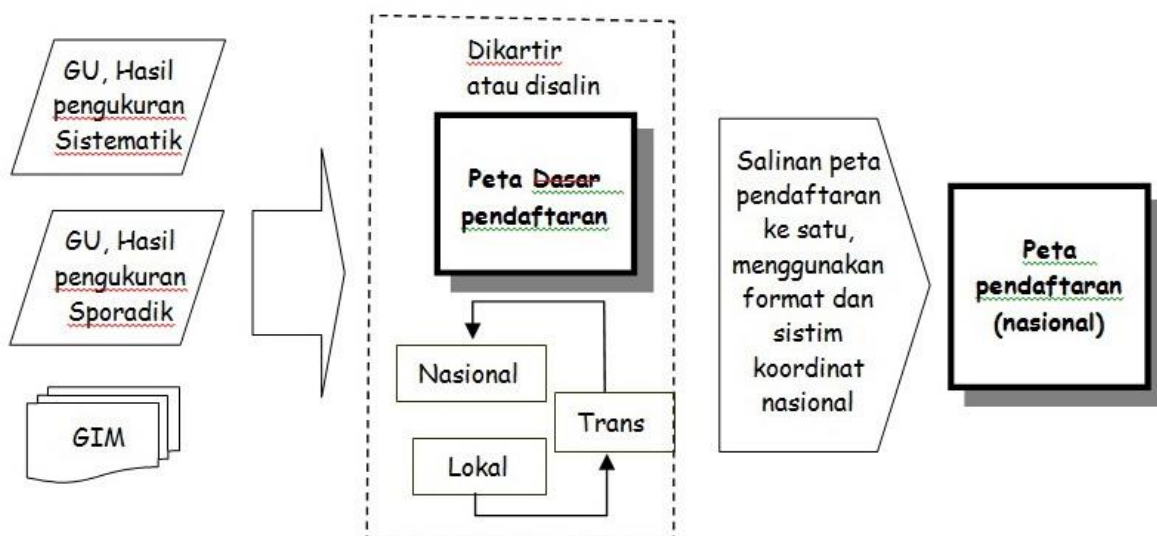 GU, Hasil
pengukuran
Sistematik
GU, Hasil
pengukuran
Sporadik
GIM
Dikartir
atau disalin
Peta Dasar
pendaftaran
Nasional
Trans
Lokal
Salinan peta
pendaftaran
ke satu,
menggunakan
format dan
sistim
koordinat
nasional
Peta
pendaftaran
(nasional)